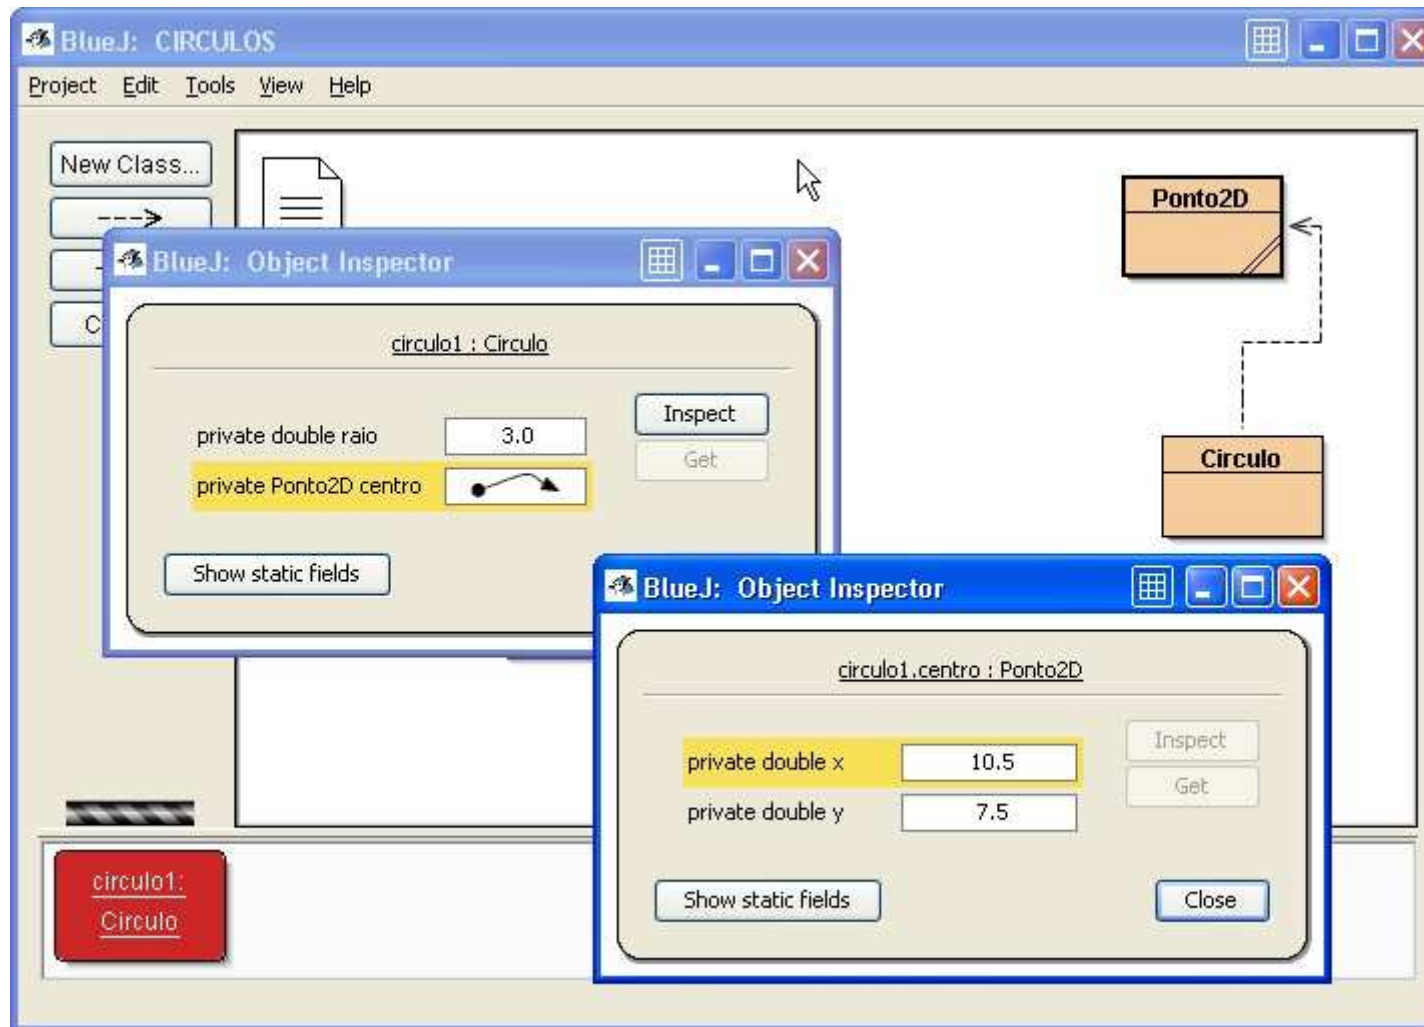 BlueJ: CIRCULOS
Project Edit Tools View Help
New Class...
--->
Ponto2D
BlueJ: Object Inspector
C
circulo1 : Circulo
private double raio 3.0
Inspect
private Ponto2D centro
Get
Circulo
Show static fields
BlueJ: Object Inspector
circulo1.centro : Ponto2D
private double x 10.5
Inspect
private double y 7.5
Get
Show static fields
Close
circulo1:
Circulo